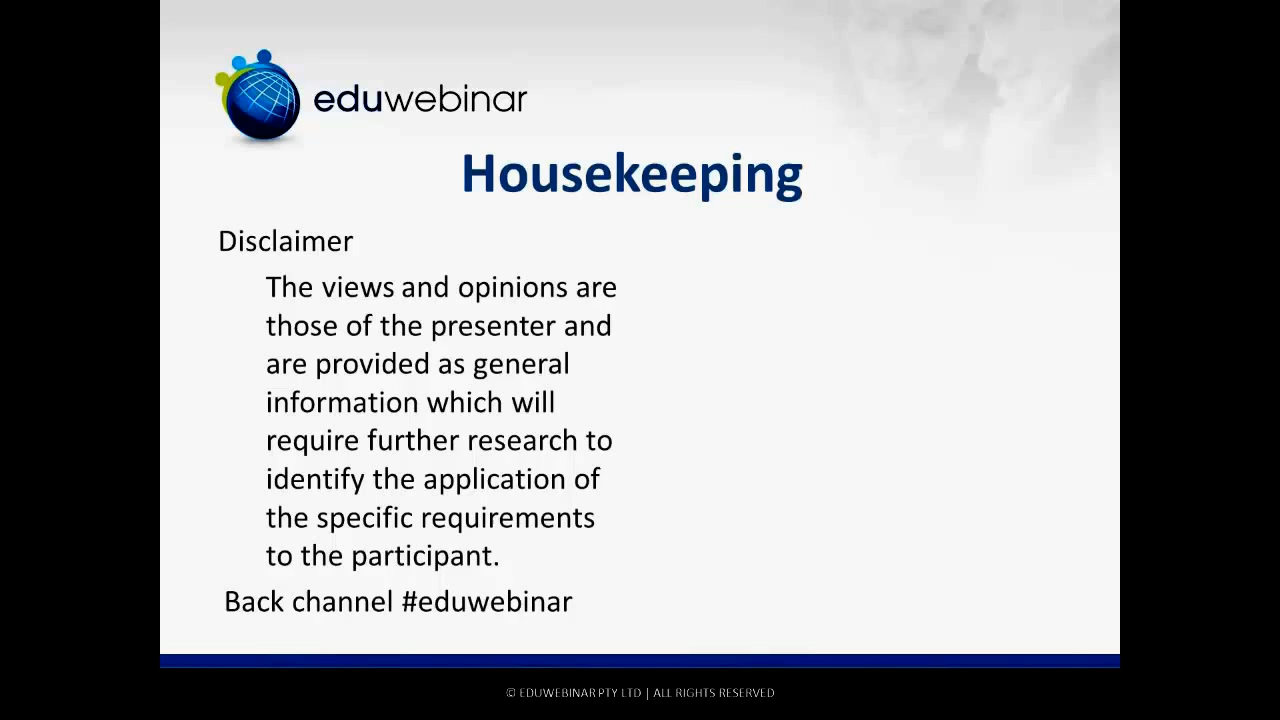 eduwebinar
Housekeeping
Disclaimer
The views and opinions are
those of the presenter and
are provided as general
information which will
require further research to
identify the application of
the specific requirements
to the participant.
Back channel #eduwebinar
© EDUWEBINAR PTY LTD | ALL RIGHTS RESERVED